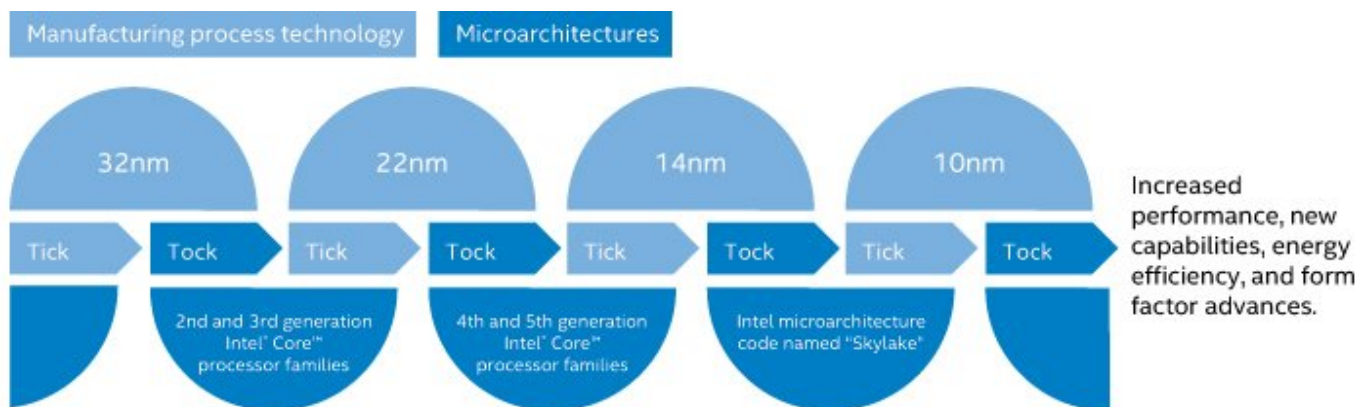 Manufacturing process technology
Microarchitectures
32nm
22nm
14nm
10nm
Tick
Tock
Tick
Tock
Tick
Tock
Tick
Tock
2nd and 3rd generation
Intel® Core™
processor families
4th and 5th generation
Intel® Core™
processor families
Intel microarchitecture
code named “Skylake”
Increased
performance, new
capabilities, energy
efficiency, and form
factor advances.